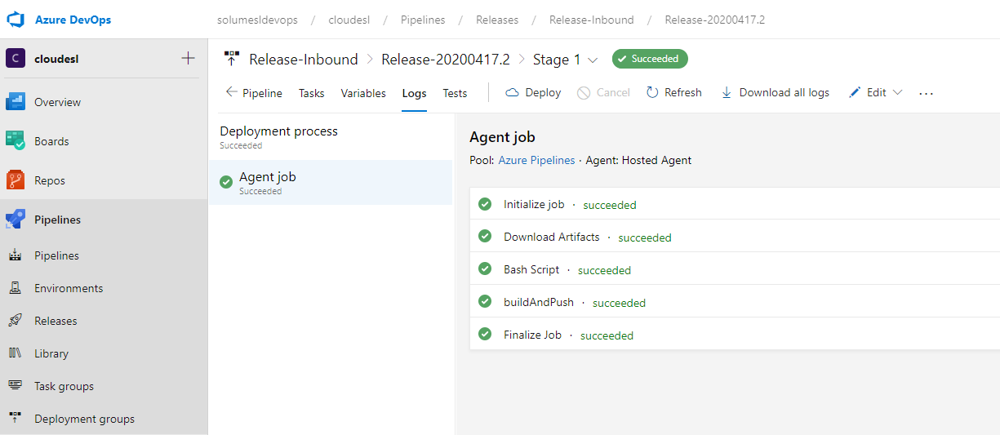 Azure DevOps
solumesldevops / cloudesl / Pipelines / Releases / Release-Inbound / Release-20200417.2
C cloudesl
Overview
Boards
Repos
Pipelines
Pipelines
Environments
Releases
Library
Task groups
Deployment groups
Release-Inbound > Release-20200417.2 > Stage 1 Succeeded
Pipeline Tasks Variables Logs Tests Deploy Cancel Refresh Download all logs Edit ...
Deployment process
Succeeded
Agent job
Succeeded
Agent job
Pool: Azure Pipelines · Agent: Hosted Agent
Initialize job · succeeded
Download Artifacts · succeeded
Bash Script · succeeded
buildAndPush · succeeded
Finalize Job · succeeded